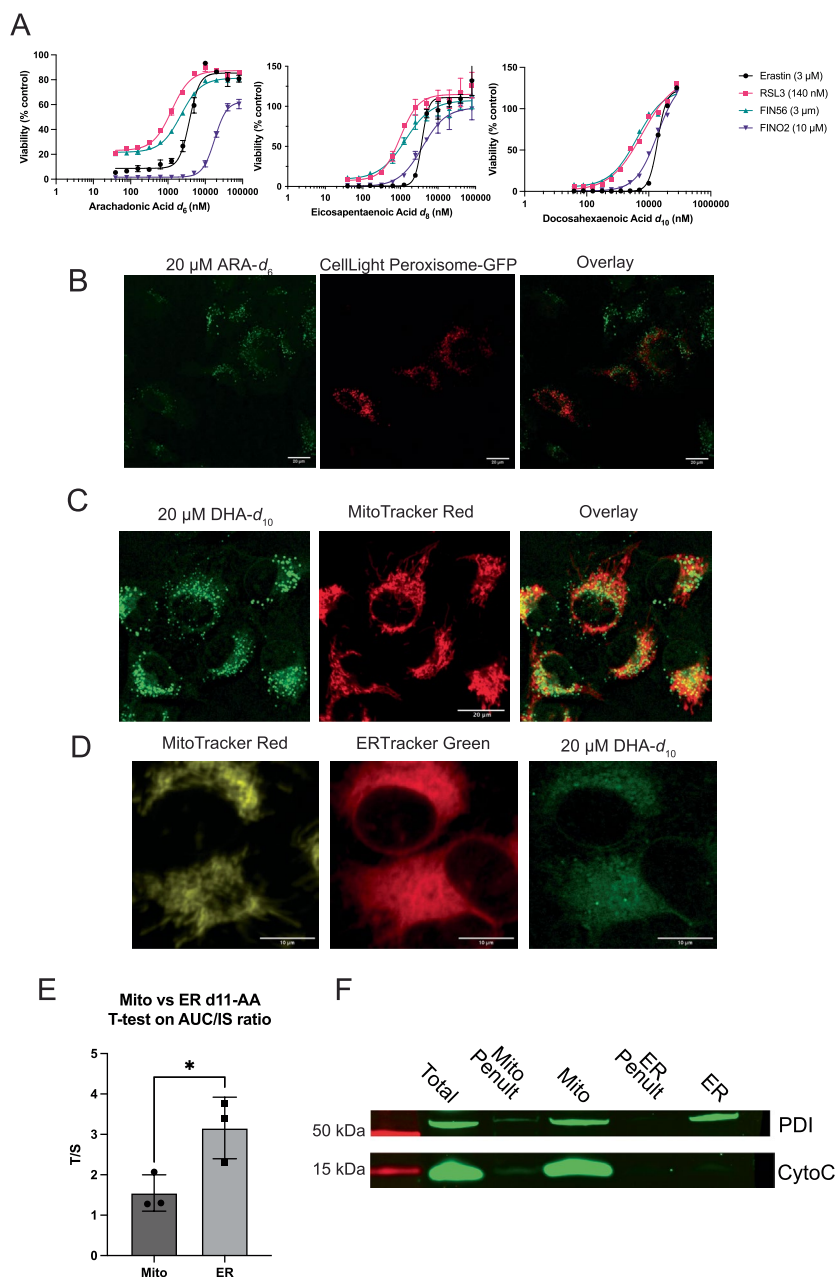 A
Viability (% control)
100
80
60
40
20
0
1
10
100
1000
10000
100000
Arachadonic Acid d6 (nM)
Viability (% control)
150
100
50
0
1
10
100
1000
10000
100000
Eicosapentaenoic Acid d8 (nM)
Viability (% control)
150
100
50
0
1
100
10000
1000000
Docosahexaenoic Acid d10 (nM)
Erastin (3 µM)
RSL3 (140 nM)
FIN56 (3 µm)
FINO2 (10 µM)
B
20 µM ARA-d6
CellLight Peroxisome-GFP
Overlay
20 µm
20 µm
20 µm
C
20 µM DHA-d10
MitoTracker Red
Overlay
20 µm
D
MitoTracker Red
ERTracker Green
20 µM DHA-d10
10 µm
10 µm
10 µm
E
Mito vs ER d11-AA
T-test on AUC/IS ratio
*
T/S
5
4
3
2
1
0
Mito
ER
F
Total
Mito
Penult
Mito
ER
Penult
ER
50 kDa
PDI
15 kDa
CytoC